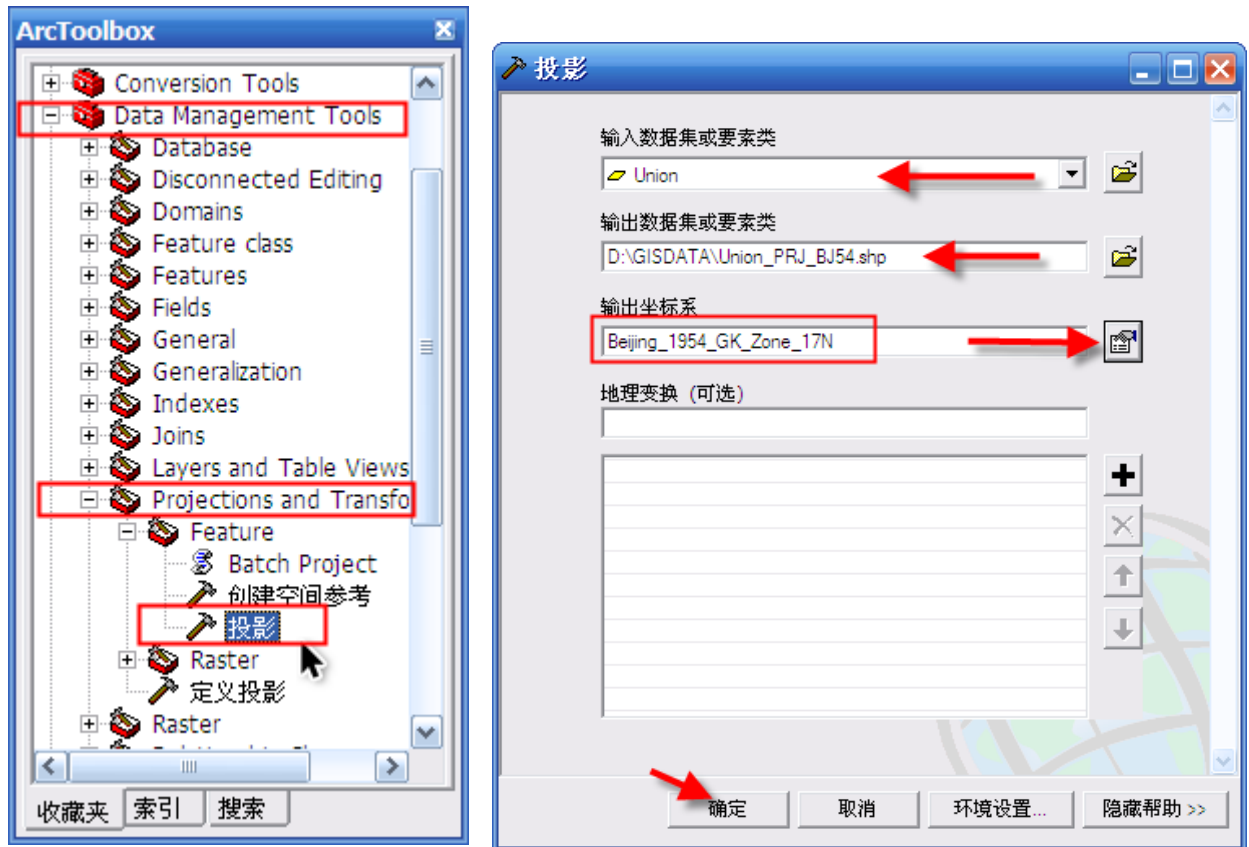 ArcToolbox
Conversion Tools
Data Management Tools
Database
Disconnected Editing
Domains
Feature class
Features
Fields
General
Generalization
Indexes
Joins
Layers and Table Views
Projections and Transfo
Feature
Batch Project
创建空间参考
投影
Raster
定义投影
Raster
收藏夹 索引 搜索
投影
输入数据集或要素类
Union
输出数据集或要素类
D:\GISDATA\Union_PRJ_BJ54.shp
输出坐标系
Beijing_1954_GK_Zone_17N
地理变换 (可选)
确定 取消 环境设置... 隐藏帮助 >>